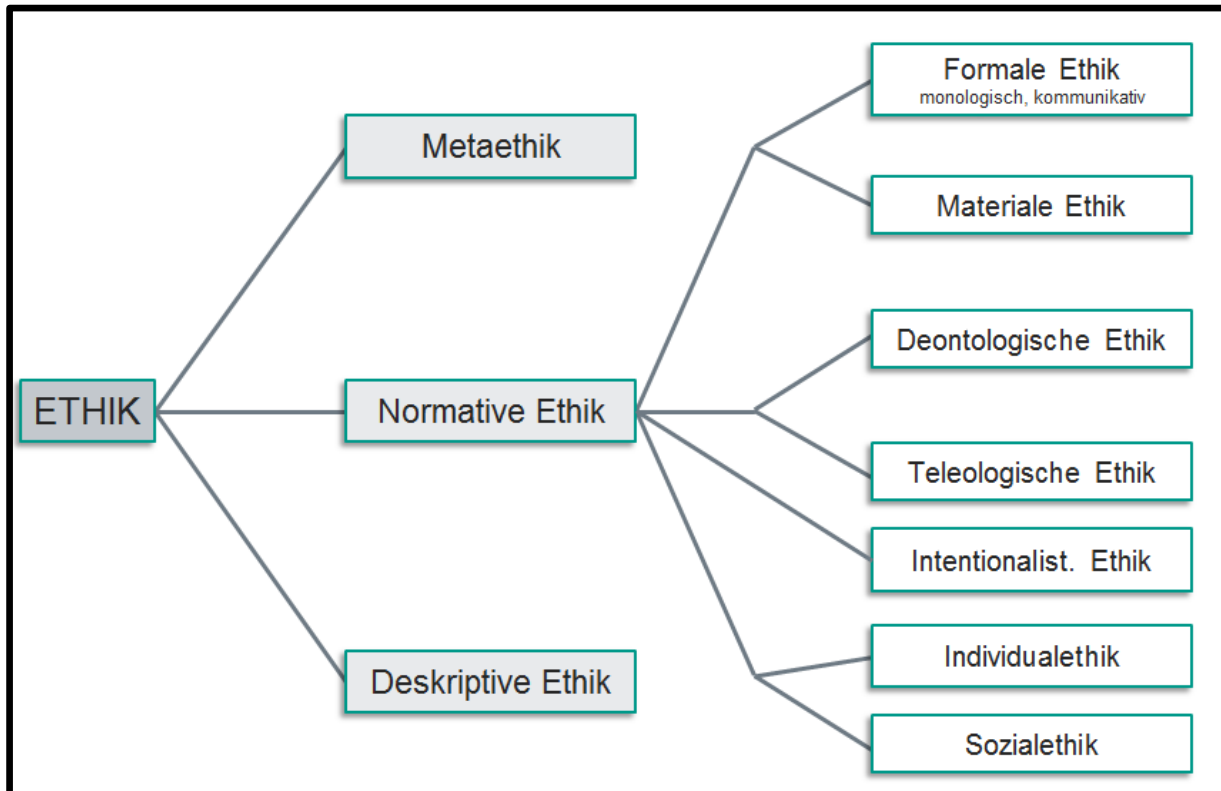 ETHIK
Metaethik
Normative Ethik
Deskriptive Ethik
Formale Ethik
monologisch, kommunikativ
Materiale Ethik
Deontologische Ethik
Teleologische Ethik
Intentionalist. Ethik
Individualethik
Sozialethik